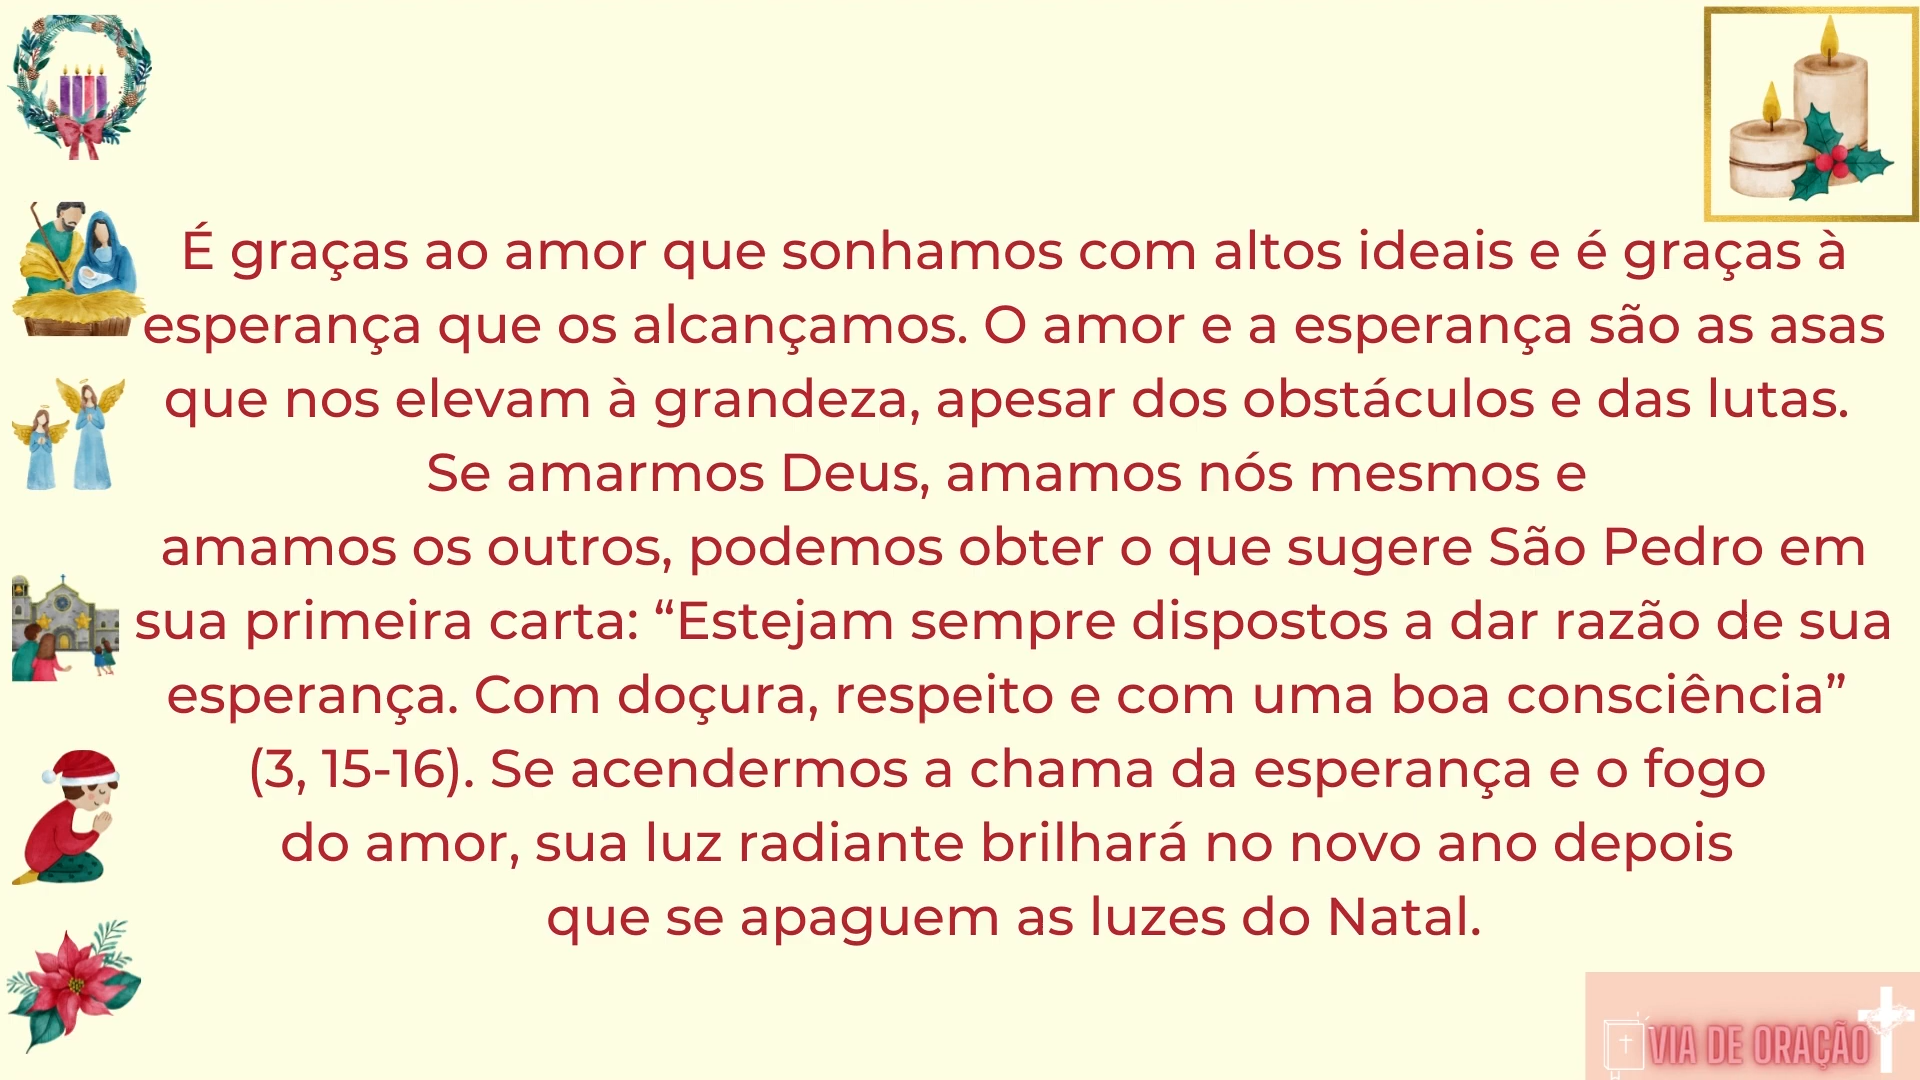 É graças ao amor que sonhamos com altos ideais e é graças à
esperança que os alcançamos. O amor e a esperança são as asas
que nos elevam à grandeza, apesar dos obstáculos e das lutas.
Se amarmos Deus, amamos nós mesmos e
amamos os outros, podemos obter o que sugere São Pedro em
sua primeira carta: “Estejam sempre dispostos a dar razão de sua
esperança. Com doçura, respeito e com uma boa consciência”
(3, 15-16). Se acendermos a chama da esperança e o fogo
do amor, sua luz radiante brilhará no novo ano depois
que se apaguem as luzes do Natal.
VIA DE ORAÇÃO